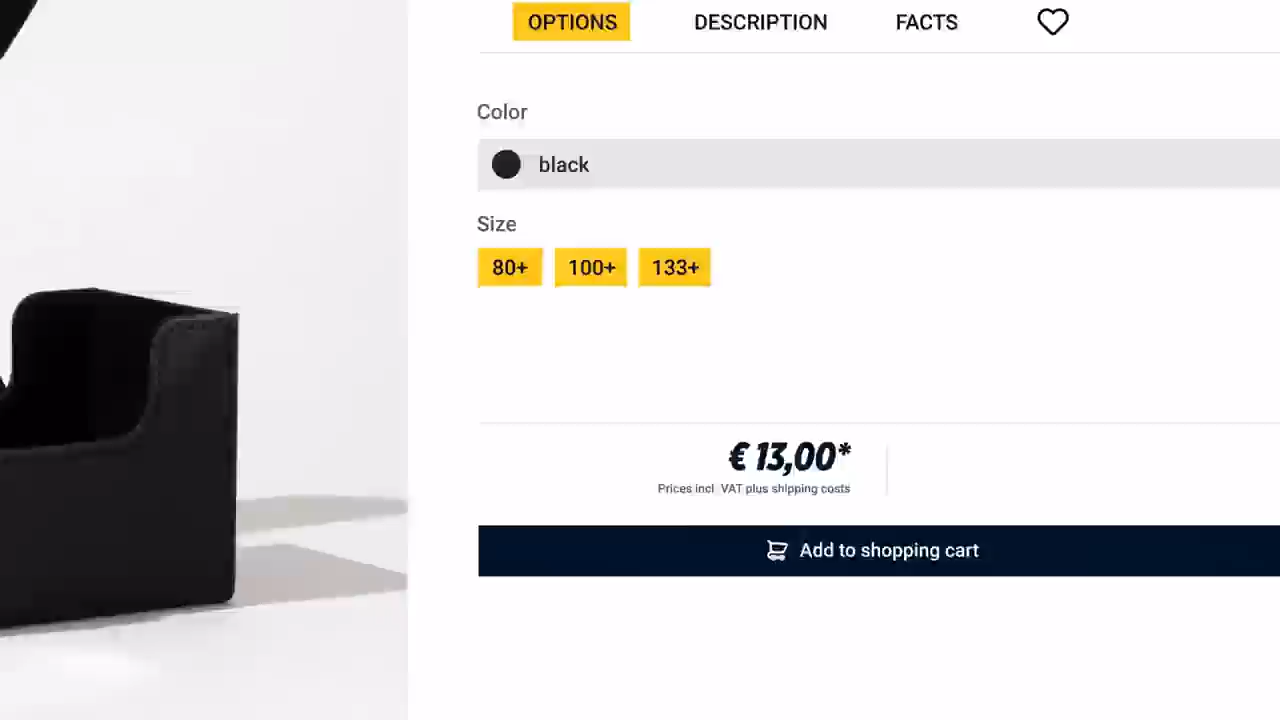 OPTIONS DESCRIPTION FACTS
Color
black
Size
80+ 100+ 133+
€ 13,00*
Prices incl. VAT plus shipping costs
Add to shopping cart